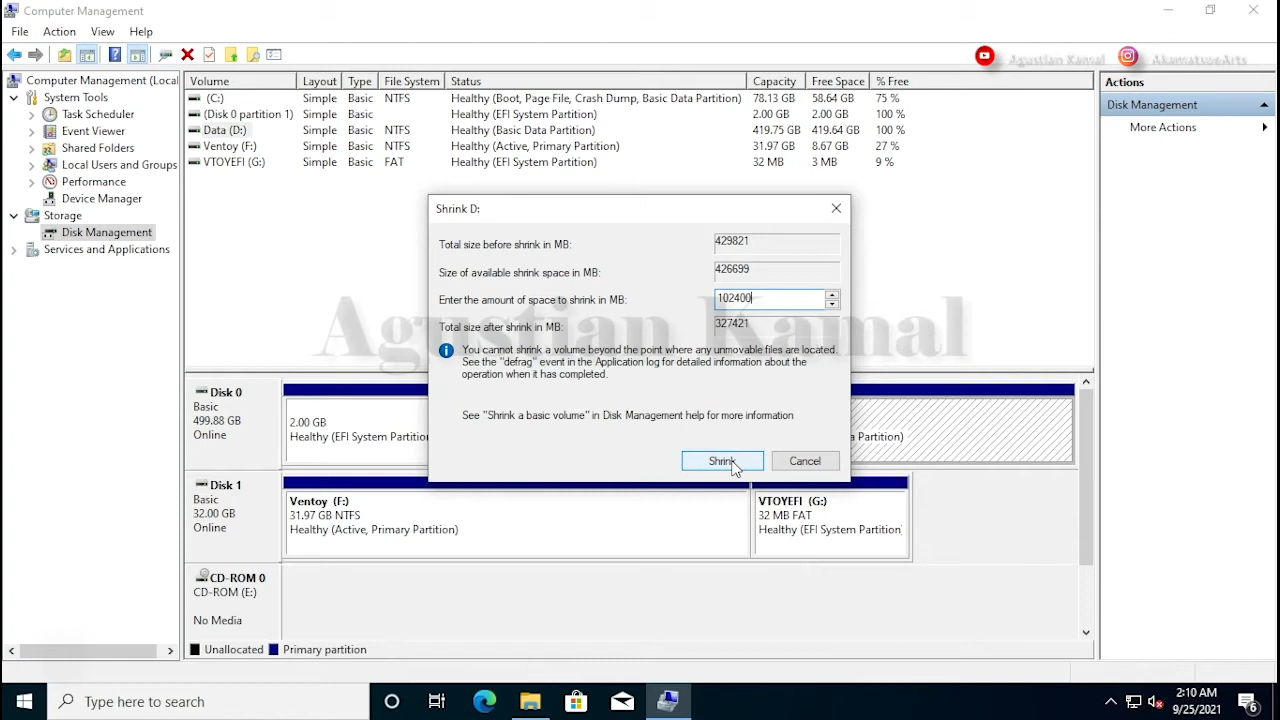 Computer Management
File Action View Help
Agustian Kamal AkamatsunArts
Computer Management (Local
System Tools
Task Scheduler
Event Viewer
Shared Folders
Local Users and Groups
Performance
Device Manager
Storage
Disk Management
Services and Applications
Volume Layout Type File System Status Capacity Free Space % Free
(C:) Simple Basic NTFS Healthy (Boot, Page File, Crash Dump, Basic Data Partition) 78.13 GB 58.64 GB 75 %
(Disk 0 partition 1) Simple Basic Healthy (EFI System Partition) 2.00 GB 2.00 GB 100 %
Data (D:) Simple Basic NTFS Healthy (Basic Data Partition) 419.75 GB 419.64 GB 100 %
Ventoy (F:) Simple Basic NTFS Healthy (Active, Primary Partition) 31.97 GB 8.67 GB 27 %
VTOYEFI (G:) Simple Basic FAT Healthy (EFI System Partition) 32 MB 3 MB 9 %
Actions
Disk Management
More Actions
Shrink D:
Total size before shrink in MB: 429821
Size of available shrink space in MB: 426699
Enter the amount of space to shrink in MB: 102400
Total size after shrink in MB: 327421
Agustian Kamal
You cannot shrink a volume beyond the point where any unmovable files are located.
See the "defrag" event in the Application log for detailed information about the
operation when it has completed.
See "Shrink a basic volume" in Disk Management help for more information
Shrink Cancel
Disk 0
Basic
499.88 GB
Online
2.00 GB
Healthy (EFI System Partition
a Partition)
Disk 1
Basic
32.00 GB
Online
Ventoy (F:)
31.97 GB NTFS
Healthy (Active, Primary Partition)
VTOYEFI (G:)
32 MB FAT
Healthy (EFI System Partition
CD-ROM 0
CD-ROM (E:)
No Media
Unallocated Primary partition
Type here to search
2:10 AM
9/25/2021
6